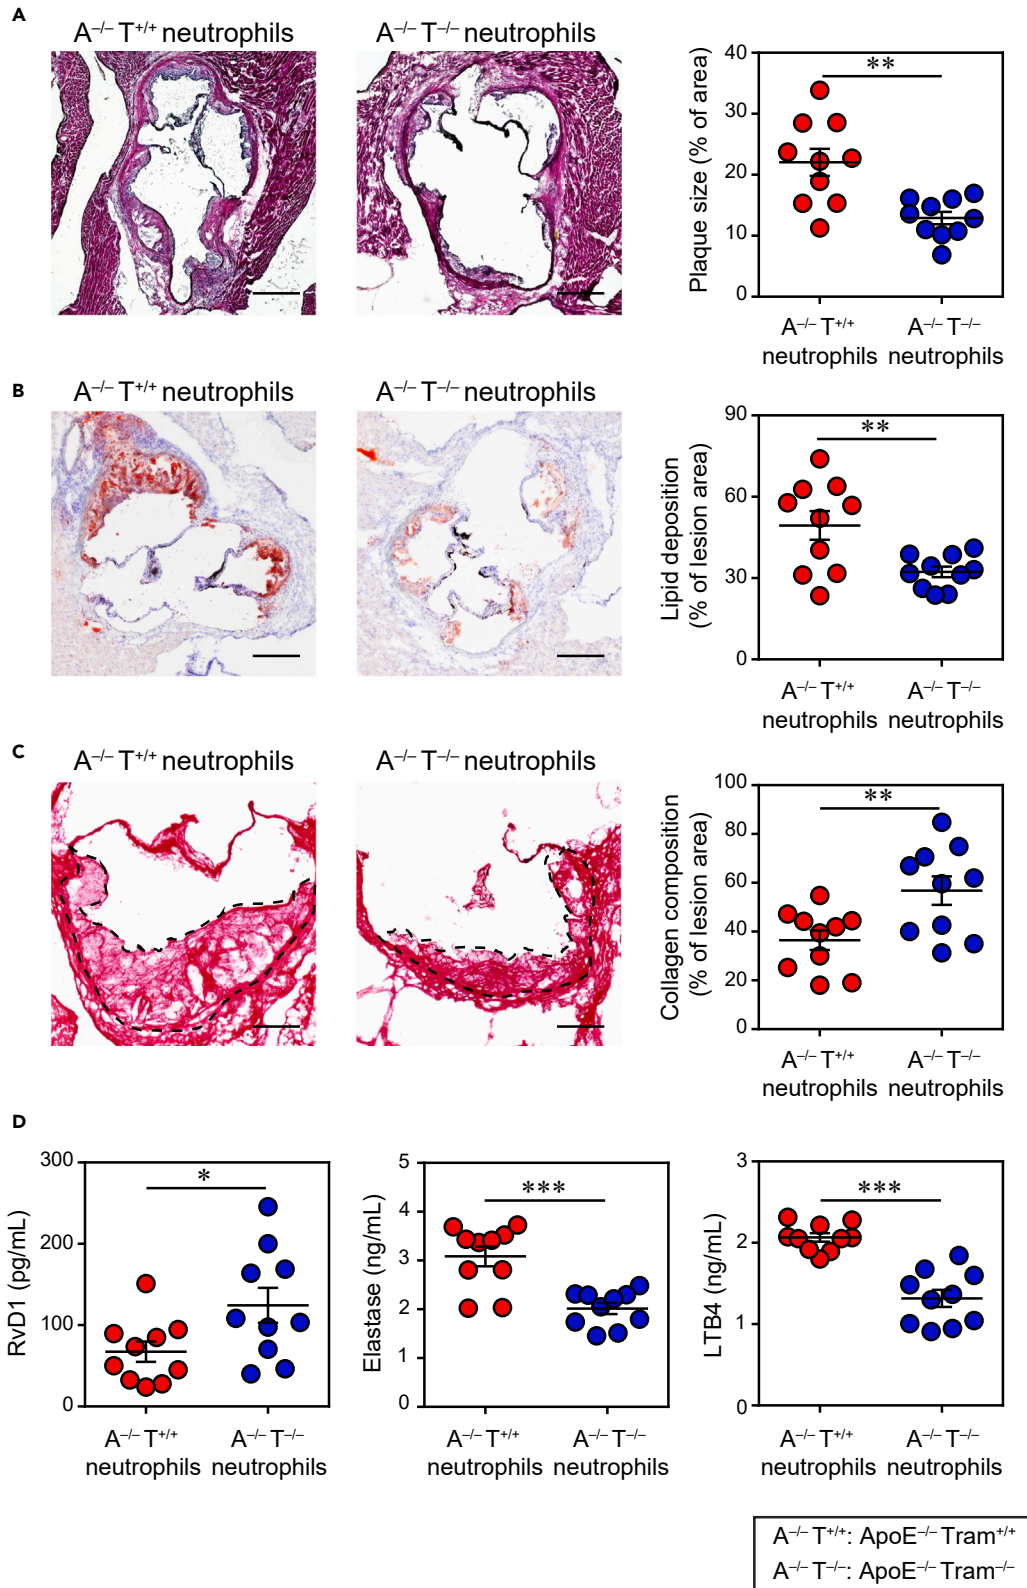 A
A⁻/⁻ T⁺/⁺ neutrophils
A⁻/⁻ T⁻/⁻ neutrophils
Plaque size (% of area)
40
30
20
10
0
**
A⁻/⁻ T⁺/⁺
neutrophils
A⁻/⁻ T⁻/⁻
neutrophils
B
A⁻/⁻ T⁺/⁺ neutrophils
A⁻/⁻ T⁻/⁻ neutrophils
Lipid deposition
(% of lesion area)
90
60
30
0
**
A⁻/⁻ T⁺/⁺
neutrophils
A⁻/⁻ T⁻/⁻
neutrophils
C
A⁻/⁻ T⁺/⁺ neutrophils
A⁻/⁻ T⁻/⁻ neutrophils
Collagen composition
(% of lesion area)
100
80
60
40
20
0
**
A⁻/⁻ T⁺/⁺
neutrophils
A⁻/⁻ T⁻/⁻
neutrophils
D
RvD1 (pg/mL)
300
200
100
0
*
A⁻/⁻ T⁺/⁺
neutrophils
A⁻/⁻ T⁻/⁻
neutrophils
Elastase (ng/mL)
5
4
3
2
1
0
***
A⁻/⁻ T⁺/⁺
neutrophils
A⁻/⁻ T⁻/⁻
neutrophils
LTB4 (ng/mL)
3
2
1
0
***
A⁻/⁻ T⁺/⁺
neutrophils
A⁻/⁻ T⁻/⁻
neutrophils
A⁻/⁻ T⁺/⁺: ApoE⁻/⁻ Tram⁺/⁺
A⁻/⁻ T⁻/⁻: ApoE⁻/⁻ Tram⁻/⁻